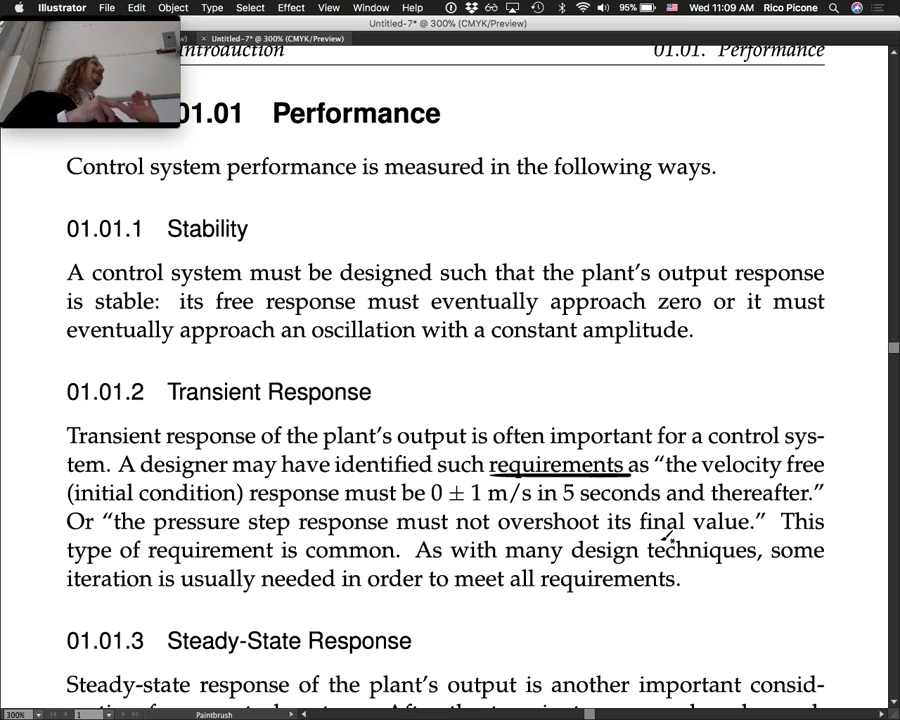 Illustrator File Edit Object Type Select Effect View Window Help 95% Wed 11:09 AM Rico Picone
Untitled-7* @ 300% (CMYK/Preview)
× Untitled-7* @ 300% (CMYK/Preview)
Introduction 01.01. Performance
01.01 Performance
Control system performance is measured in the following ways.
01.01.1 Stability
A control system must be designed such that the plant's output response
is stable: its free response must eventually approach zero or it must
eventually approach an oscillation with a constant amplitude.
01.01.2 Transient Response
Transient response of the plant's output is often important for a control sys-
tem. A designer may have identified such requirements as “the velocity free
(initial condition) response must be 0 ± 1 m/s in 5 seconds and thereafter.”
Or “the pressure step response must not overshoot its final value.” This
type of requirement is common. As with many design techniques, some
iteration is usually needed in order to meet all requirements.
01.01.3 Steady-State Response
Steady-state response of the plant's output is another important consid-
300% 1 Paintbrush